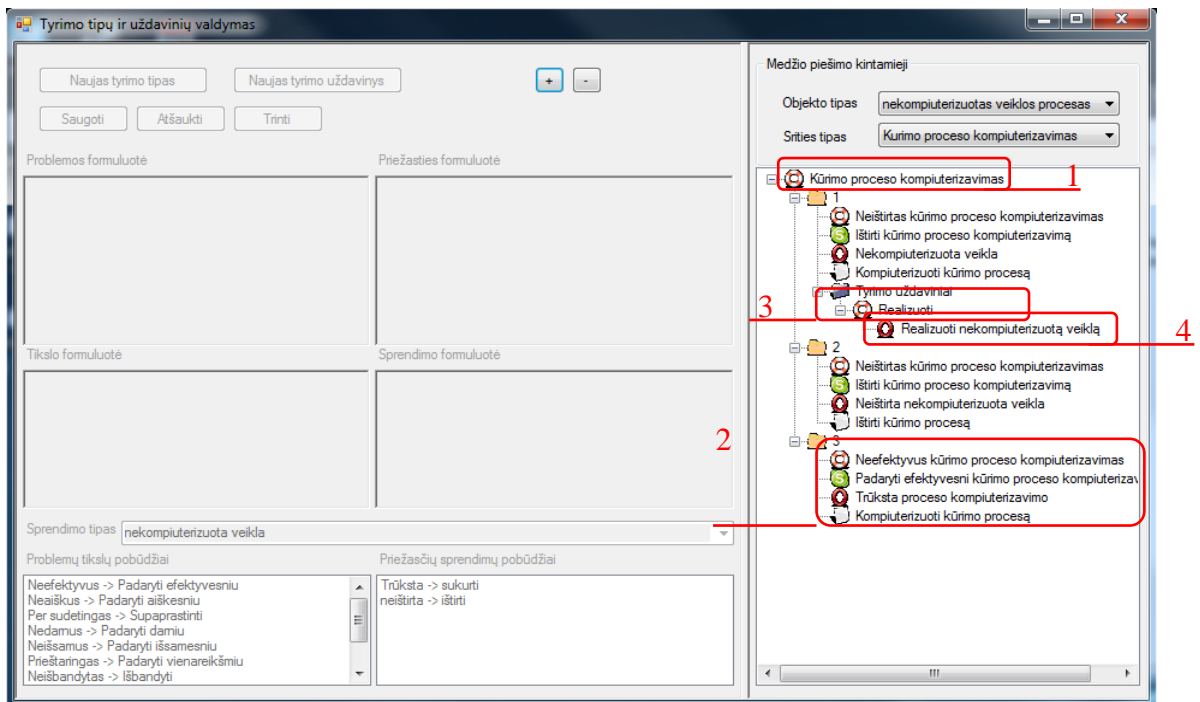 Tyrimo tipų ir uždavinių valdymas
Naujas tyrimo tipas
Naujas tyrimo uždavinys
+
-
Saugoti
Atšaukti
Trinti
Problemos formuluotė
Priežasties formuluotė
Tikslo formuluotė
Sprendimo formuluotė
2
Sprendimo tipas
nekompiuterizuota veikla
Problemų tikslų pobūdžiai
Neefektyvus -> Padaryti efektyvesniu
Neaiškus -> Padaryti aiškesniu
Per sudetingas -> Supaprastinti
Nedamus -> Padaryti darniu
Neišsamus -> Padaryti išsamesniu
Prieštaringas -> Padaryti vienareikšmiu
Neišbandytas -> Išbandyti
Priežasčių sprendimų pobūdžiai
Trūksta -> sukurti
neištirta -> ištirti
Medžio piešimo kintamieji
Objekto tipas
nekompiuterizuotas veiklos procesas
Srities tipas
Kurimo proceso kompiuterizavimas
Kūrimo proceso kompiuterizavimas
1
1
Neištirtas kūrimo proceso kompiuterizavimas
Ištirti kūrimo proceso kompiuterizavimą
Nekompiuterizuota veikla
Kompiuterizuoti kūrimo procesą
Tyrimo uždaviniai
3
Realizuoti
Realizuoti nekompiuterizuotą veiklą
4
2
Neištirtas kūrimo proceso kompiuterizavimas
Ištirti kūrimo proceso kompiuterizavimą
Neištirta nekompiuterizuota veikla
Ištirti kūrimo procesą
3
Neefektyvus kūrimo proceso kompiuterizavimas
Padaryti efektyvesni kūrimo proceso kompiuterizav
Trūksta proceso kompiuterizavimo
Kompiuterizuoti kūrimo procesą